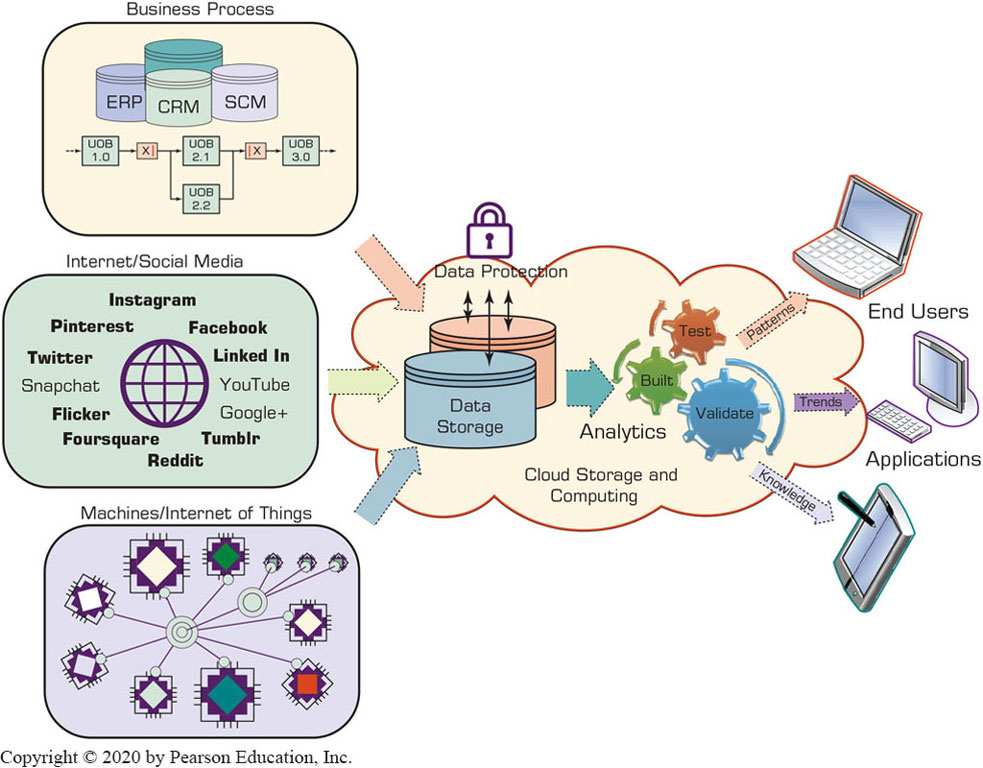 Business Process
ERP
CRM
SCM
UOB
1.0
X
UOB
2.1
X
UOB
3.0
UOB
2.2
Internet/Social Media
Instagram
Pinterest
Facebook
Twitter
Linked In
Snapchat
YouTube
Flicker
Google+
Foursquare
Tumblr
Reddit
Machines/Internet of Things
Data Protection
Data
Storage
Analytics
Test
Built
Validate
Cloud Storage and
Computing
Patterns
Trends
Knowledge
End Users
Applications
Copyright © 2020 by Pearson Education, Inc.